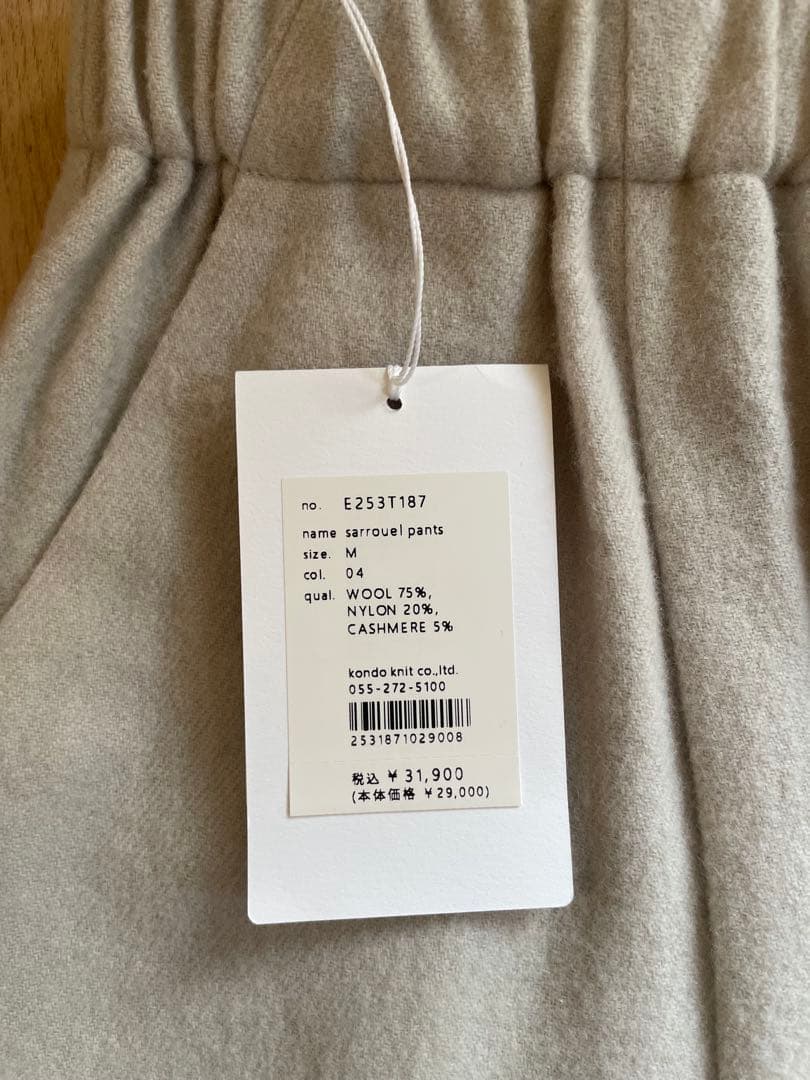 no. E253T187
name sarrouel pants
size. M
col. 04
qual. WOOL 75%,
NYLON 20%,
CASHMERE 5%
kondo knit co.,ltd.
055-272-5100
2531871029008
税込 ¥ 31,900
(本体価格 ¥29,000)